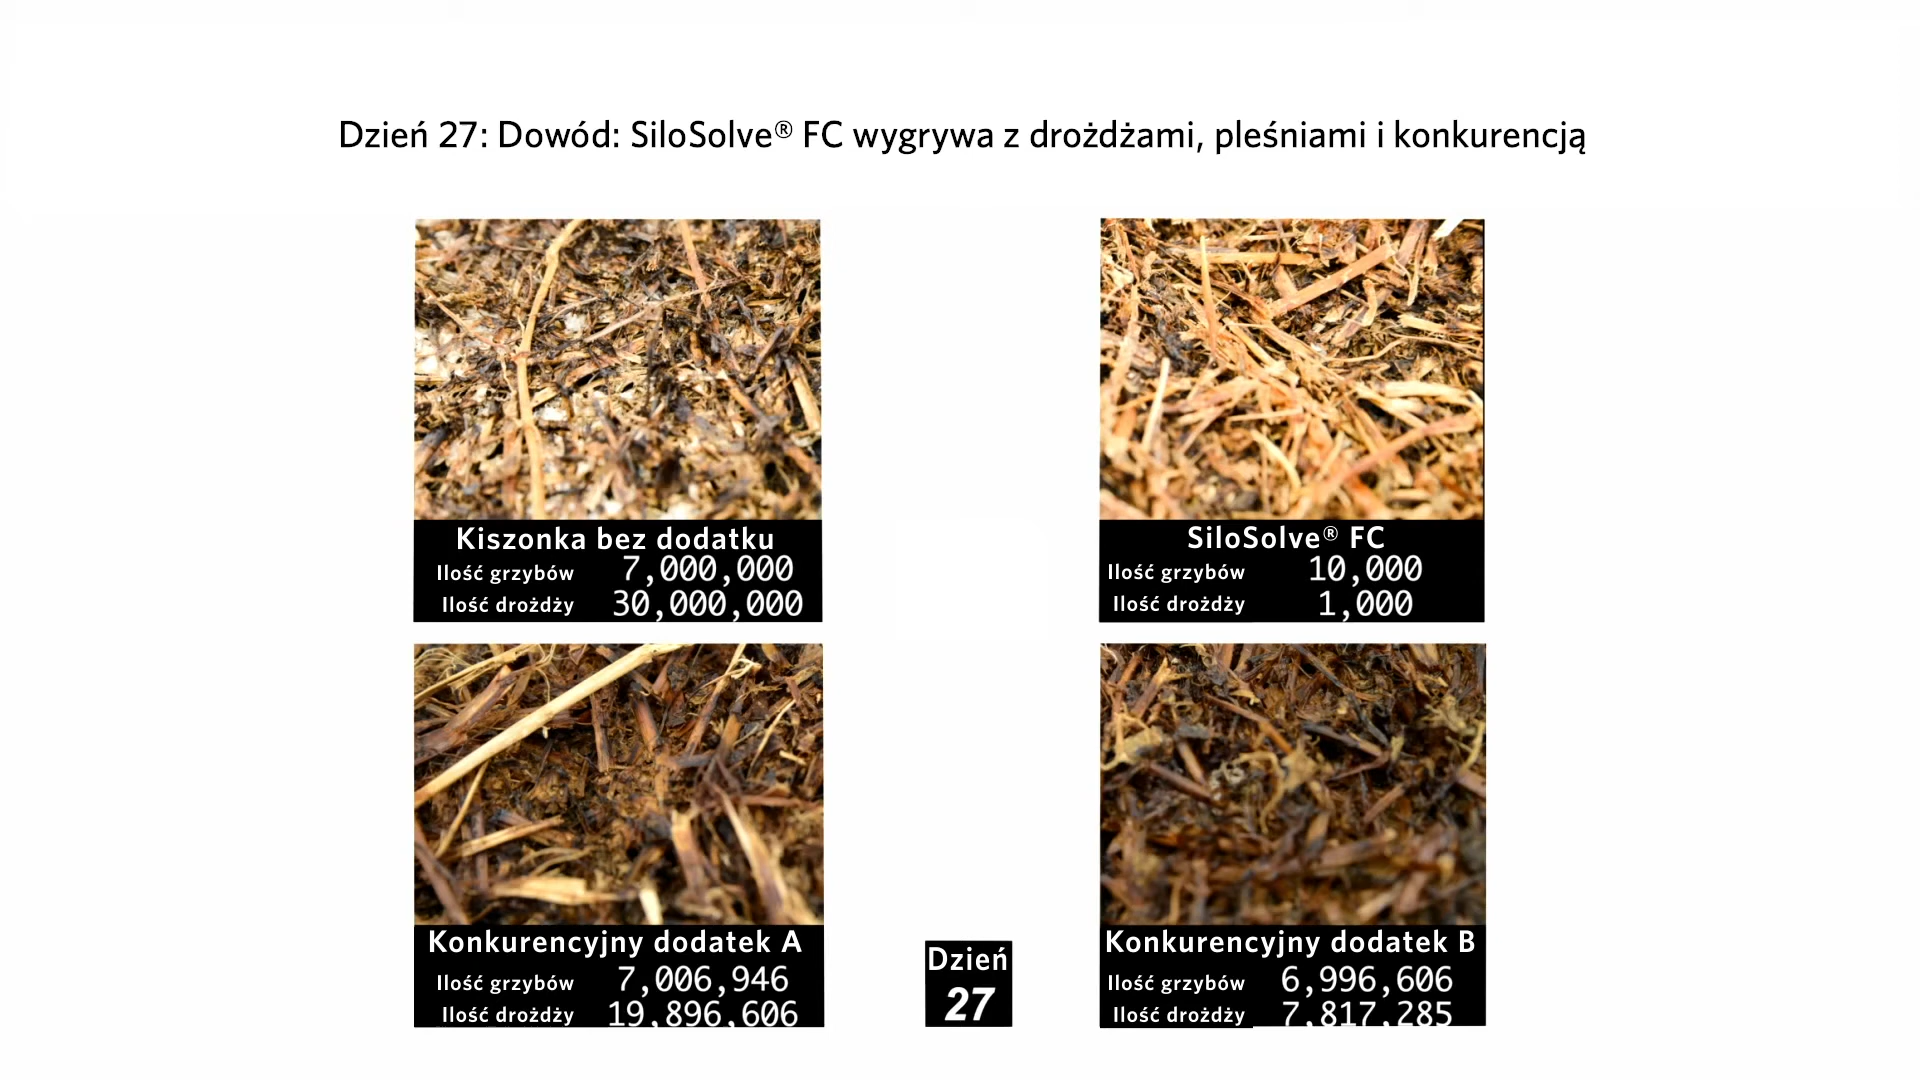 Dzień 27: Dowód: SiloSolve® FC wygrywa z drożdżami, pleśniami i konkurencją
Kiszonka bez dodatku
Ilość grzybów 7,000,000
Ilość drożdży 30,000,000
SiloSolve® FC
Ilość grzybów 10,000
Ilość drożdży 1,000
Konkurencyjny dodatek A
Ilość grzybów 7,006,946
Ilość drożdży 19,896,606
Dzień
27
Konkurencyjny dodatek B
Ilość grzybów 6,996,606
Ilość drożdży 7,817,285